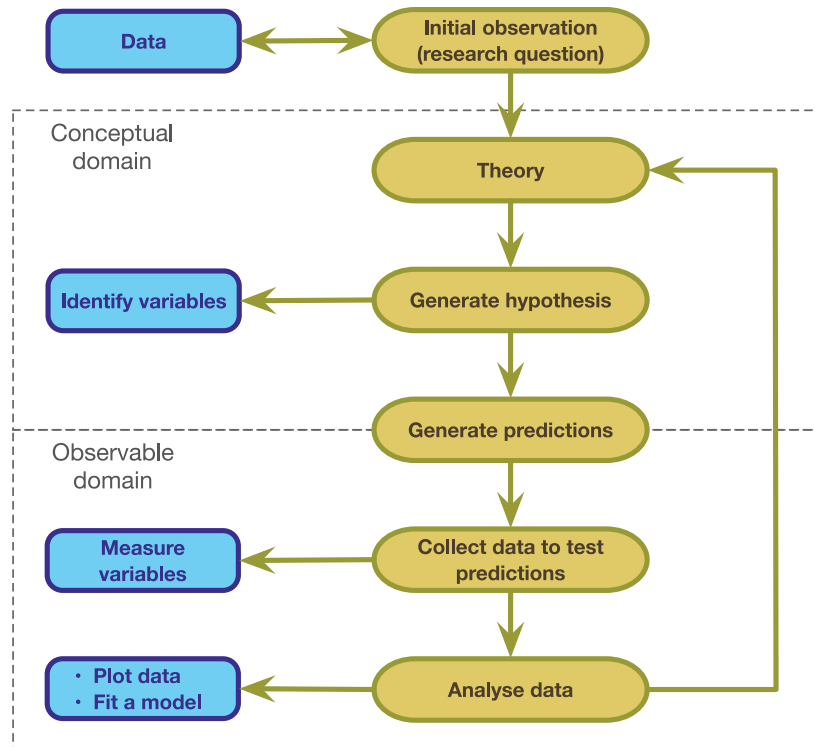 Data
Initial observation
(research question)
Conceptual
domain
Theory
Identify variables
Generate hypothesis
Generate predictions
Observable
domain
Measure
variables
Collect data to test
predictions
• Plot data
• Fit a model
Analyse data